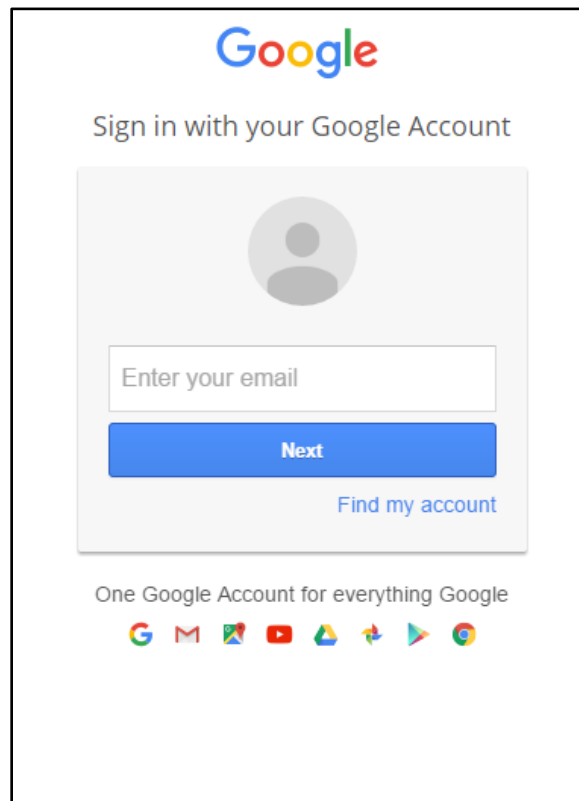 Google
Sign in with your Google Account
Enter your email
Next
Find my account
One Google Account for everything Google